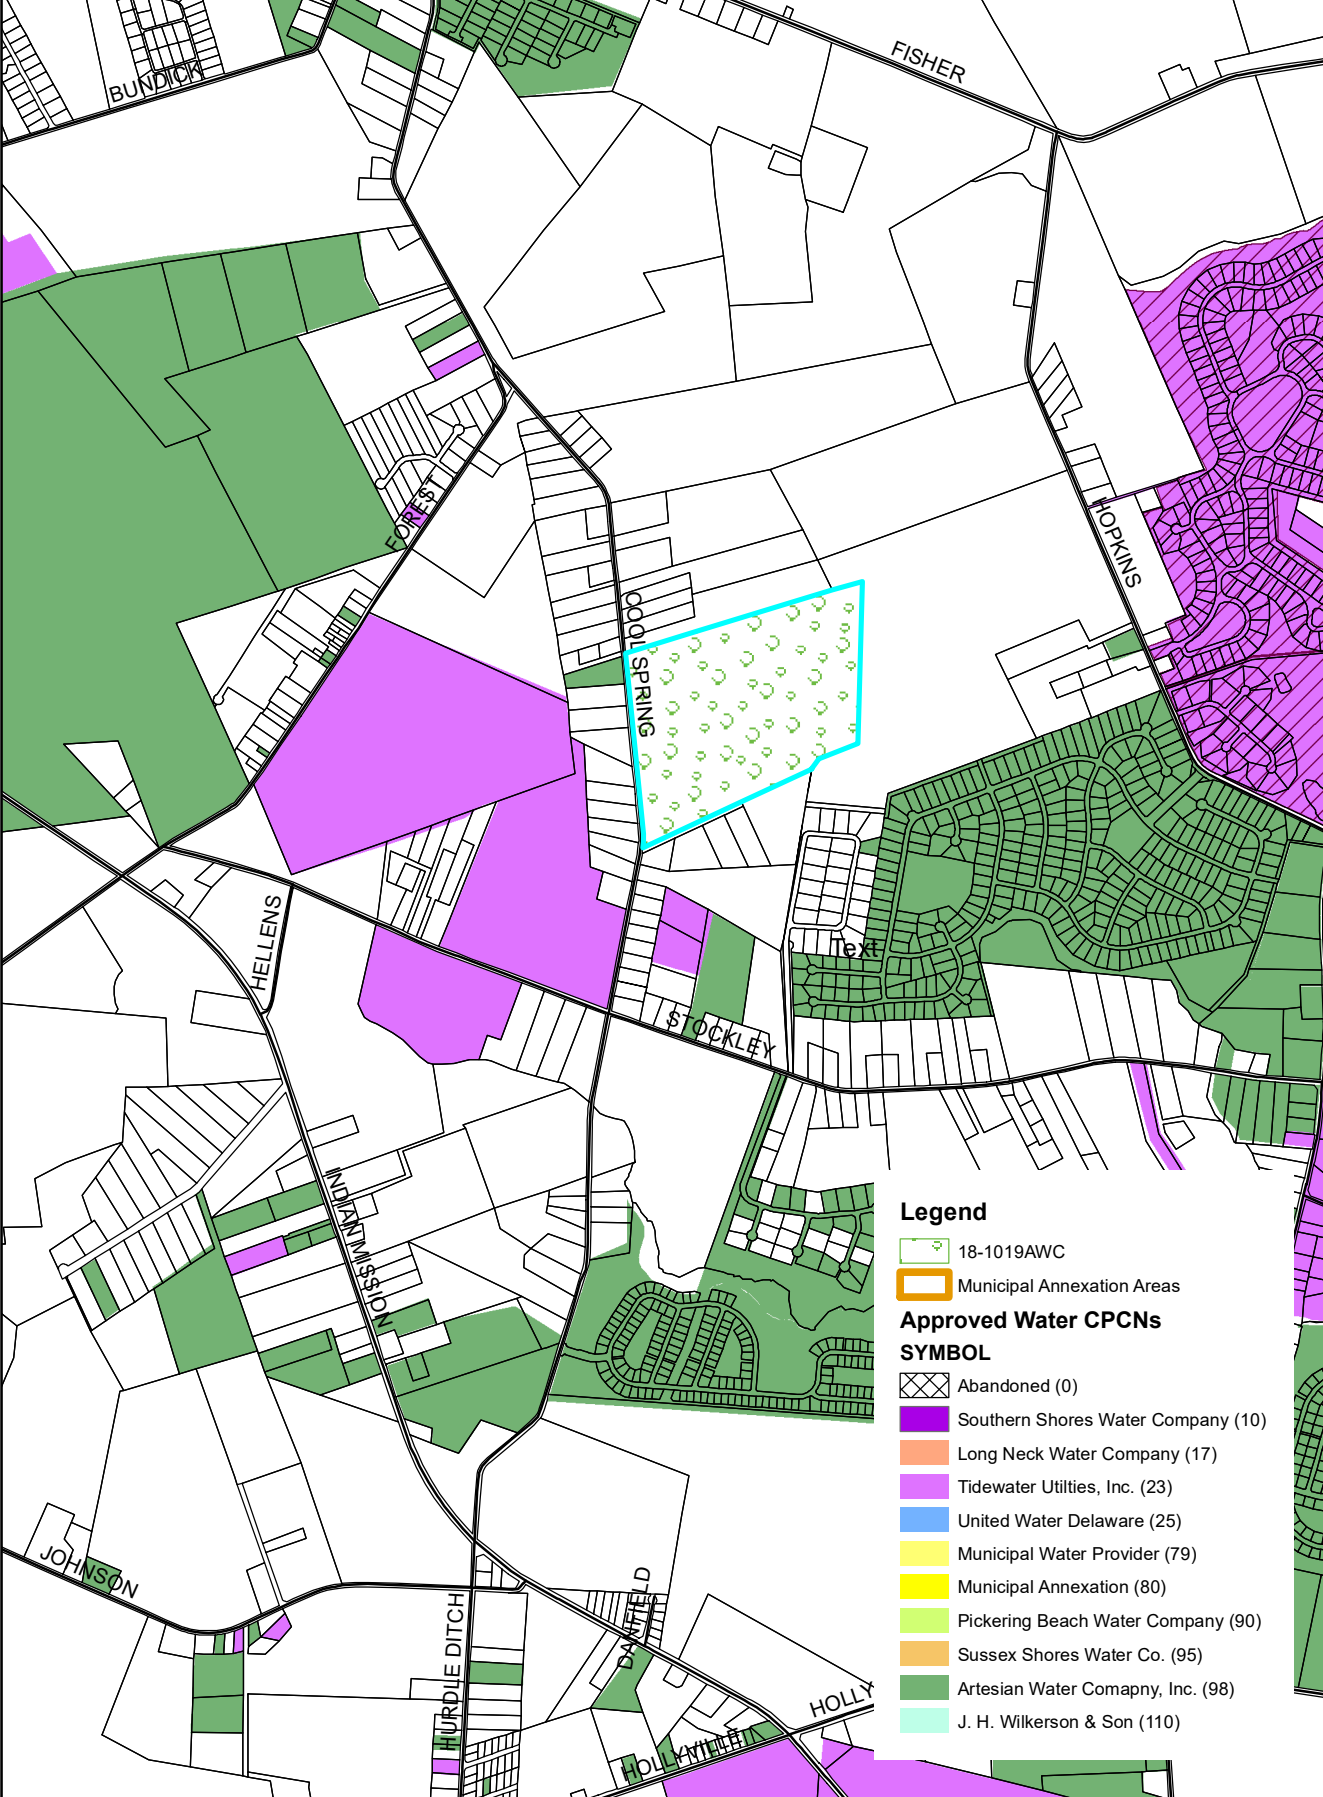 FISHER
BUNDICK
FOREST
HOPKINS
COOL SPRING
HELLENS
Text
STOCKLEY
INDIAN MISSION
JOHNSON
HURDLE DITCH
DANFIELD
HOLLY
HOLLYVILLE
Legend
18-1019AWC
Municipal Annexation Areas
Approved Water CPCNs
SYMBOL
Abandoned (0)
Southern Shores Water Company (10)
Long Neck Water Company (17)
Tidewater Utilties, Inc. (23)
United Water Delaware (25)
Municipal Water Provider (79)
Municipal Annexation (80)
Pickering Beach Water Company (90)
Sussex Shores Water Co. (95)
Artesian Water Comapny, Inc. (98)
J. H. Wilkerson & Son (110)